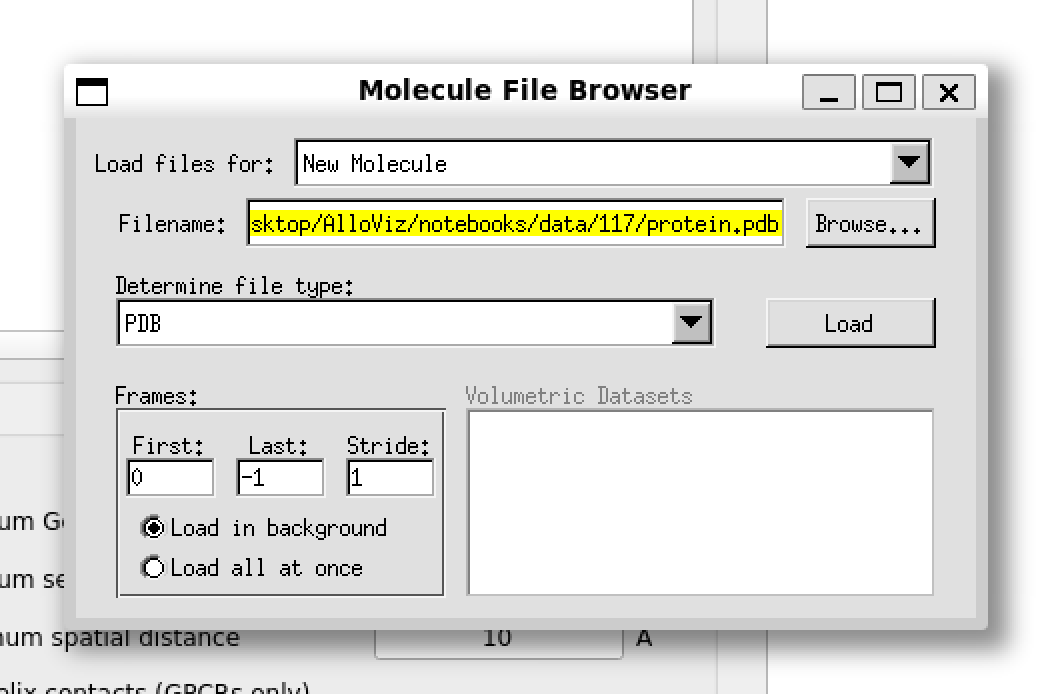 Molecule File Browser
Load files for: New Molecule
Filename: sktop/AlloViz/notebooks/data/117/protein.pdb Browse...
Determine file type:
PDB Load
Frames: Volumetric Datasets
First: Last: Stride:
0 -1 1
Load in background
Load all at once
um
um se
num spatial distance 10 A
elix contacts (GPCRs only)